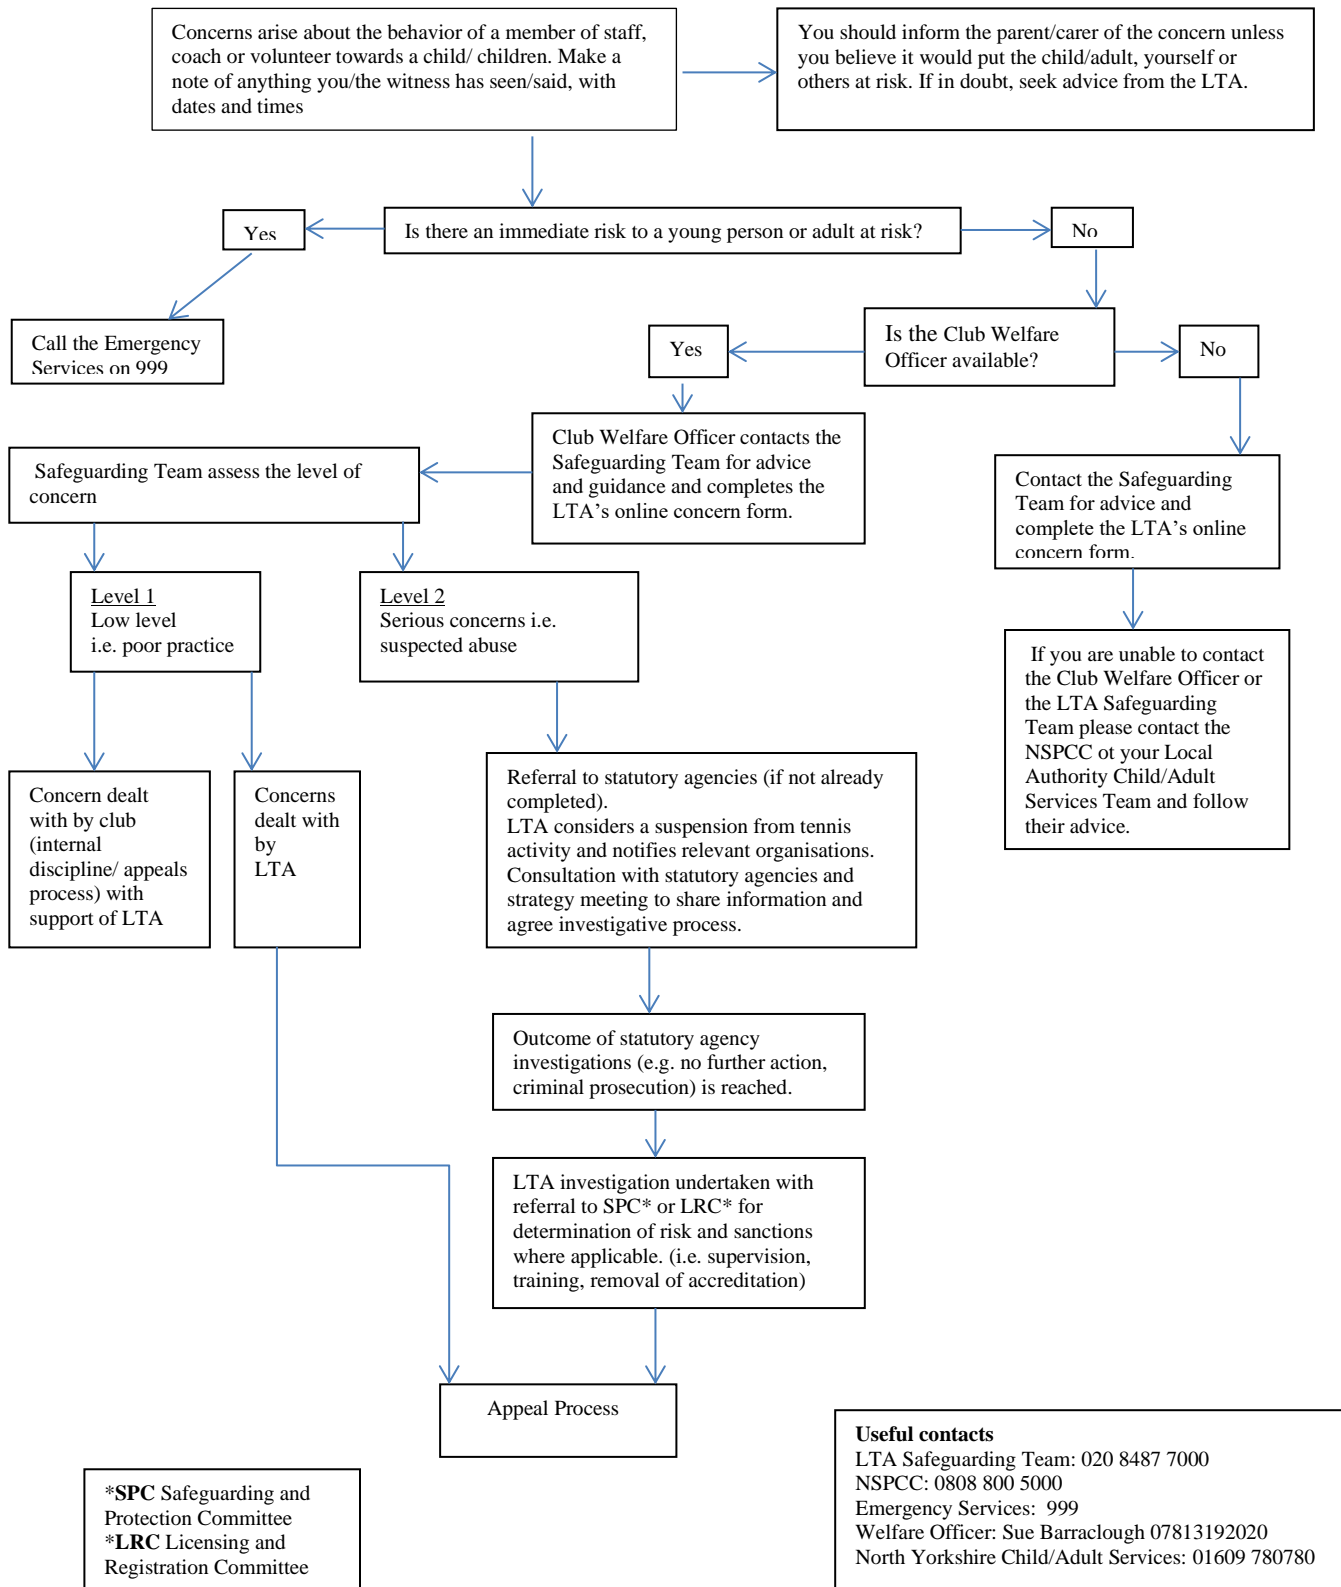 Concerns arise about the behavior of a member of staff,
coach or volunteer towards a child/ children. Make a
note of anything you/the witness has seen/said, with
dates and times
You should inform the parent/carer of the concern unless
you believe it would put the child/adult, yourself or
others at risk. If in doubt, seek advice from the LTA.
Yes
Is there an immediate risk to a young person or adult at risk?
No
Call the Emergency
Services on 999
Yes
Is the Club Welfare
Officer available?
No
Club Welfare Officer contacts the
Safeguarding Team for advice
and guidance and completes the
LTA’s online concern form.
Safeguarding Team assess the level of
concern
Contact the Safeguarding
Team for advice and
complete the LTA’s online
concern form.
Level 1
Low level
i.e. poor practice
Level 2
Serious concerns i.e.
suspected abuse
If you are unable to contact
the Club Welfare Officer or
the LTA Safeguarding
Team please contact the
NSPCC ot your Local
Authority Child/Adult
Services Team and follow
their advice.
Concern dealt
with by club
(internal
discipline/ appeals
process) with
support of LTA
Concerns
dealt with
by
LTA
Referral to statutory agencies (if not already
completed).
LTA considers a suspension from tennis
activity and notifies relevant organisations.
Consultation with statutory agencies and
strategy meeting to share information and
agree investigative process.
Outcome of statutory agency
investigations (e.g. no further action,
criminal prosecution) is reached.
LTA investigation undertaken with
referral to SPC* or LRC* for
determination of risk and sanctions
where applicable. (i.e. supervision,
training, removal of accreditation)
Appeal Process
*SPC Safeguarding and
Protection Committee
*LRC Licensing and
Registration Committee
Useful contacts
LTA Safeguarding Team: 020 8487 7000
NSPCC: 0808 800 5000
Emergency Services:  999
Welfare Officer: Sue Barraclough 07813192020
North Yorkshire Child/Adult Services: 01609 780780